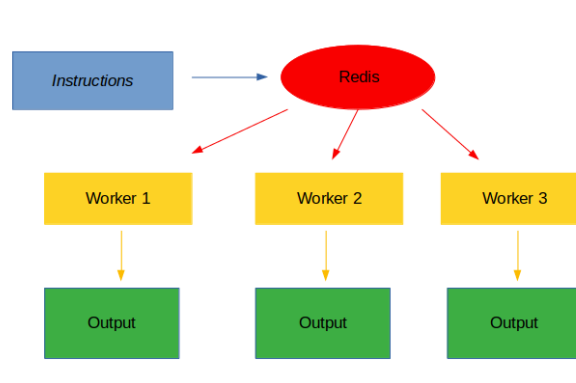 Instructions
Redis
Worker 1
Worker 2
Worker 3
Output
Output
Output